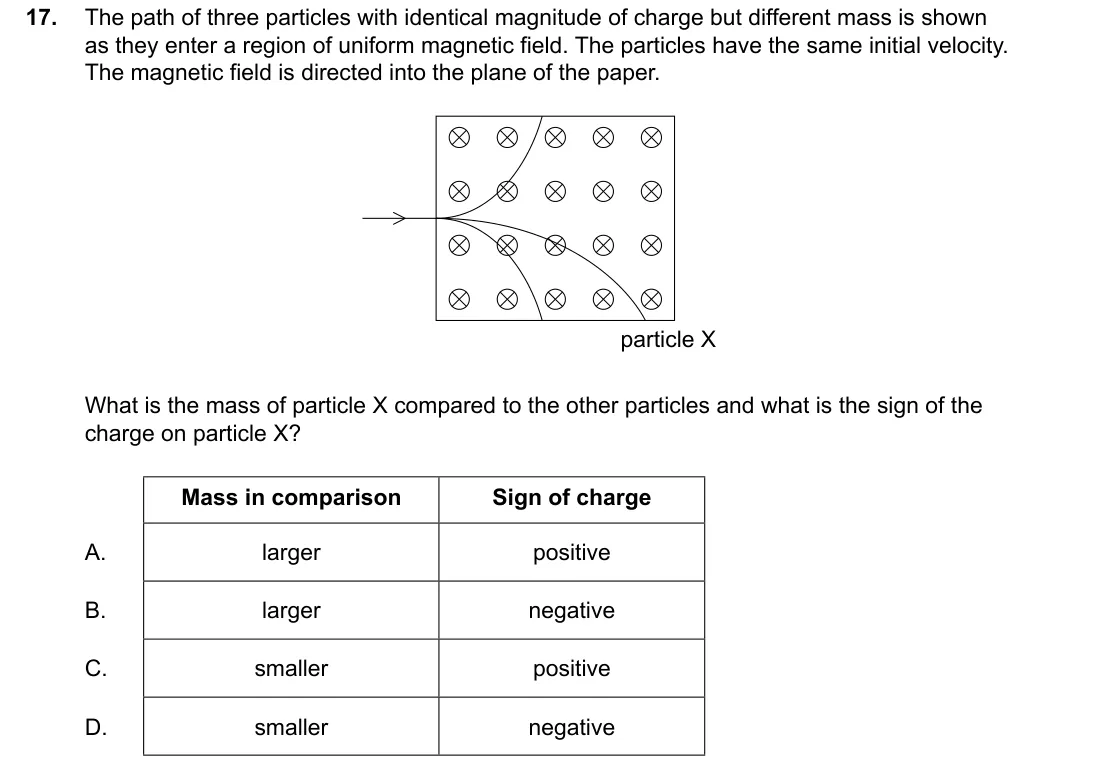 17. The path of three particles with identical magnitude of charge but different mass is shown
as they enter a region of uniform magnetic field. The particles have the same initial velocity.
The magnetic field is directed into the plane of the paper.
particle X
What is the mass of particle X compared to the other particles and what is the sign of the
charge on particle X?
Mass in comparison Sign of charge
A. larger positive
B. larger negative
C. smaller positive
D. smaller negative